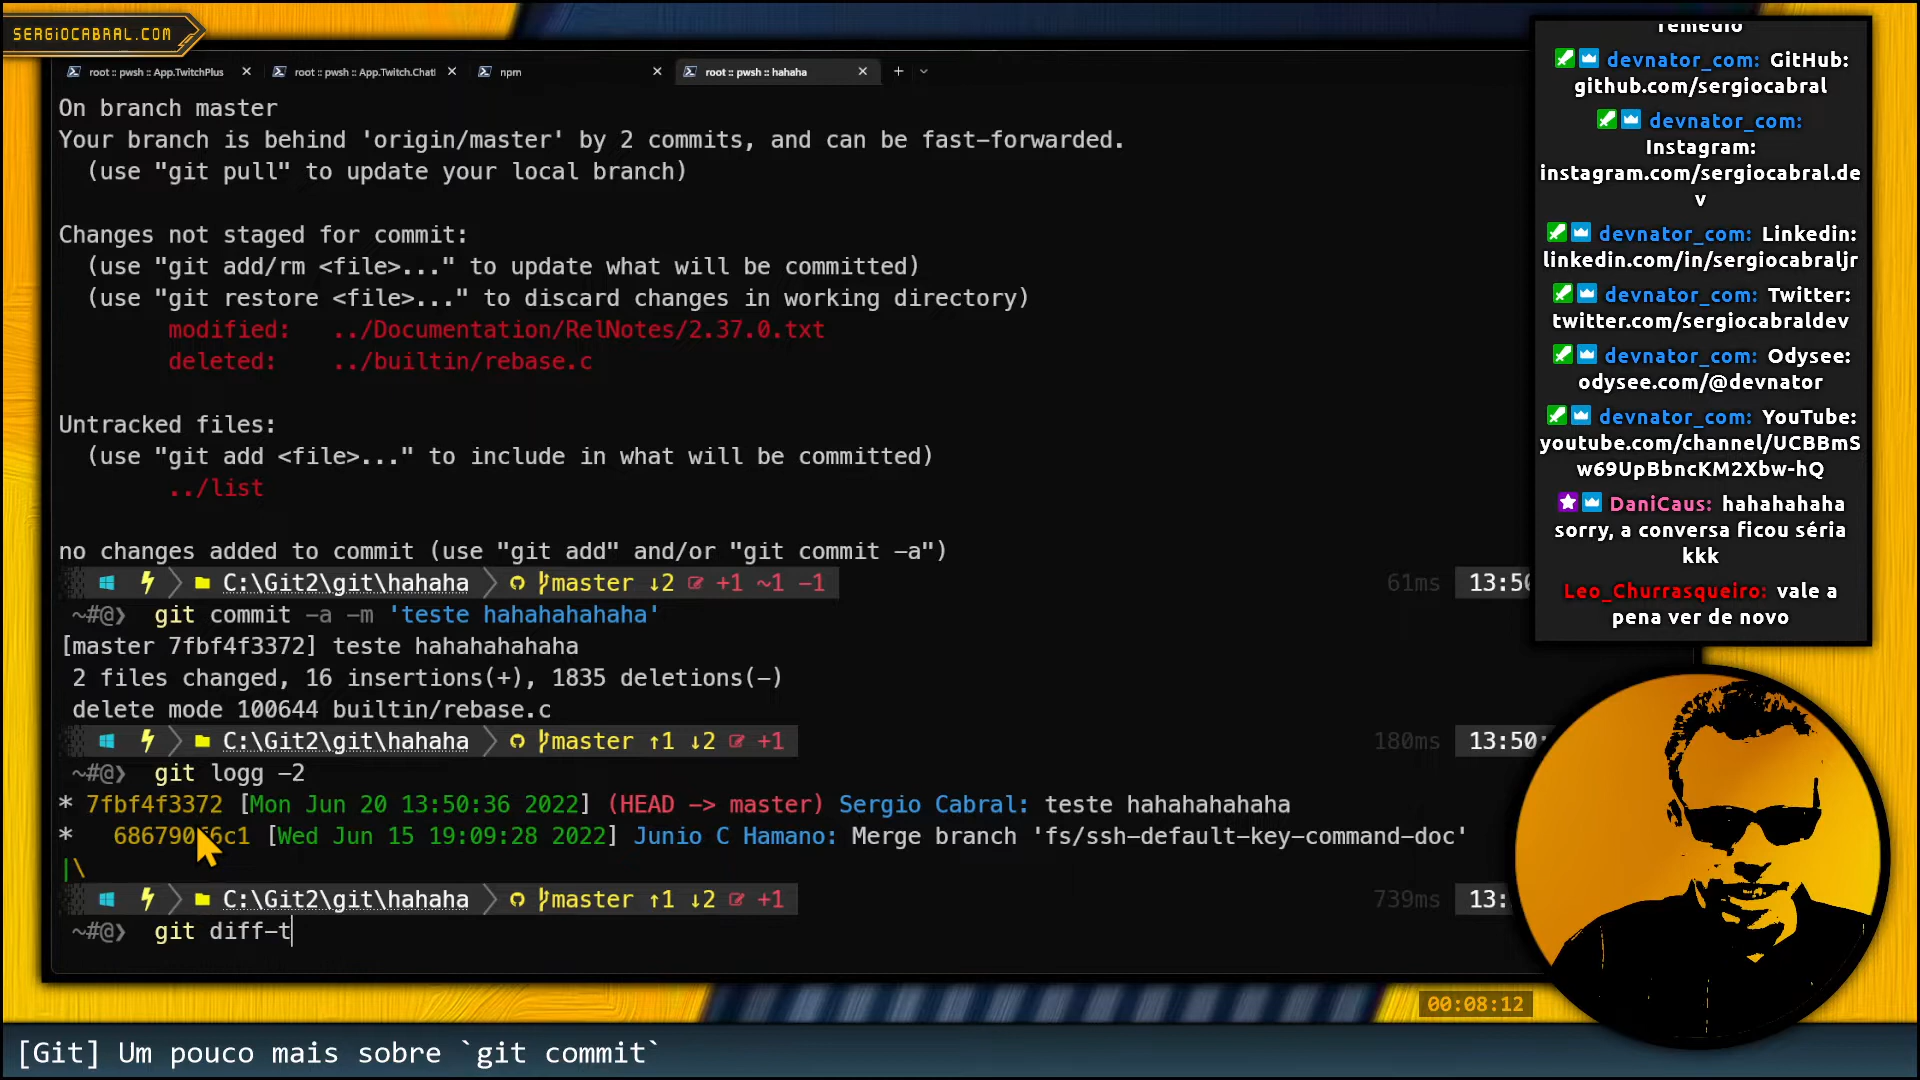 SERGIOCABRAL.COM
root :: pwsh :: App.TwitchPlus
root :: pwsh :: App.Twitch.Chatl
npm
root :: pwsh :: hahaha
On branch master
Your branch is behind 'origin/master' by 2 commits, and can be fast-forwarded.
(use "git pull" to update your local branch)
Changes not staged for commit:
(use "git add/rm <file>..." to update what will be committed)
(use "git restore <file>..." to discard changes in working directory)
modified: ../Documentation/RelNotes/2.37.0.txt
deleted: ../builtin/rebase.c
Untracked files:
(use "git add <file>..." to include in what will be committed)
../list
no changes added to commit (use "git add" and/or "git commit -a")
C:\Git2\git\hahaha master ↓2 +1 ~1 -1 61ms 13:50
~#@❯ git commit -a -m 'teste hahahahahaha'
[master 7fbf4f3372] teste hahahahahaha
2 files changed, 16 insertions(+), 1835 deletions(-)
delete mode 100644 builtin/rebase.c
C:\Git2\git\hahaha master ↑1 ↓2 +1 180ms 13:50:
~#@❯ git logg -2
* 7fbf4f3372 [Mon Jun 20 13:50:36 2022] (HEAD -> master) Sergio Cabral: teste hahahahahaha
* 686790f6c1 [Wed Jun 15 19:09:28 2022] Junio C Hamano: Merge branch 'fs/ssh-default-key-command-doc'
|\
C:\Git2\git\hahaha master ↑1 ↓2 +1 739ms 13:
~#@❯ git diff-t
remedio
devnator_com: GitHub:
github.com/sergiocabral
devnator_com:
Instagram:
instagram.com/sergiocabral.de
v
devnator_com: Linkedin:
linkedin.com/in/sergiocabraljr
devnator_com: Twitter:
twitter.com/sergiocabraldev
devnator_com: Odysee:
odysee.com/@devnator
devnator_com: YouTube:
youtube.com/channel/UCBBmS
w69UpBbncKM2Xbw-hQ
DaniCaus: hahahahaha
sorry, a conversa ficou séria
kkk
Leo_Churrasqueiro: vale a
pena ver de novo
00:08:12
[Git] Um pouco mais sobre `git commit`